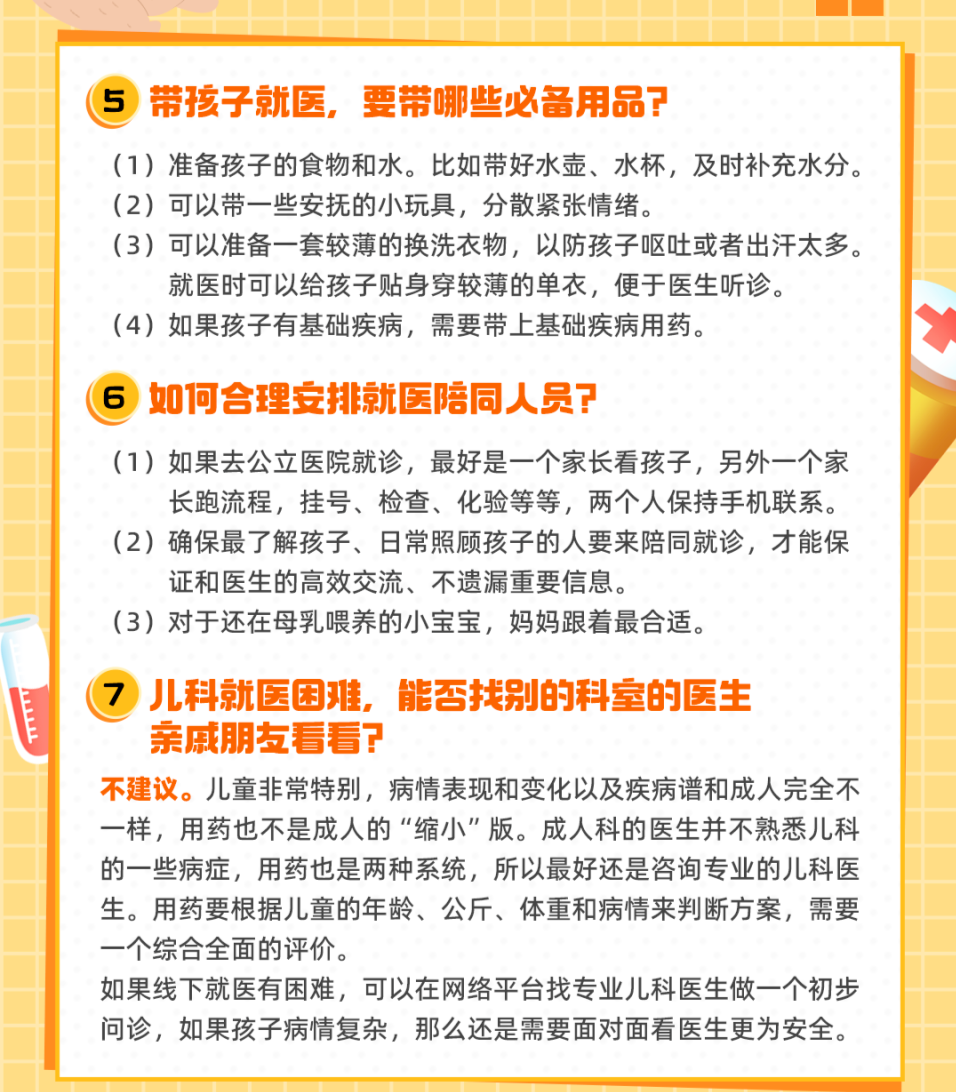 5 带孩子就医，要带哪些必备用品？
（1）准备孩子的食物和水。比如带好水壶、水杯，及时补充水分。
（2）可以带一些安抚的小玩具，分散紧张情绪。
（3）可以准备一套较薄的换洗衣物，以防孩子呕吐或者出汗太多。
就医时可以给孩子贴身穿较薄的单衣，便于医生听诊。
（4）如果孩子有基础疾病，需要带上基础疾病用药。
6 如何合理安排就医陪同人员？
（1）如果去公立医院就诊，最好是一个家长看孩子，另外一个家
长跑流程，挂号、检查、化验等等，两个人保持手机联系。
（2）确保最了解孩子、日常照顾孩子的人要来陪同就诊，才能保
证和医生的高效交流、不遗漏重要信息。
（3）对于还在母乳喂养的小宝宝，妈妈跟着最合适。
7 儿科就医困难，能否找别的科室的医生
亲戚朋友看看？
不建议。儿童非常特别，病情表现和变化以及疾病谱和成人完全不
一样，用药也不是成人的“缩小”版。成人科的医生并不熟悉儿科
的一些病症，用药也是两种系统，所以最好还是咨询专业的儿科医
生。用药要根据儿童的年龄、公斤、体重和病情来判断方案，需要
一个综合全面的评价。
如果线下就医有困难，可以在网络平台找专业儿科医生做一个初步
问诊，如果孩子病情复杂，那么还是需要面对面看医生更为安全。